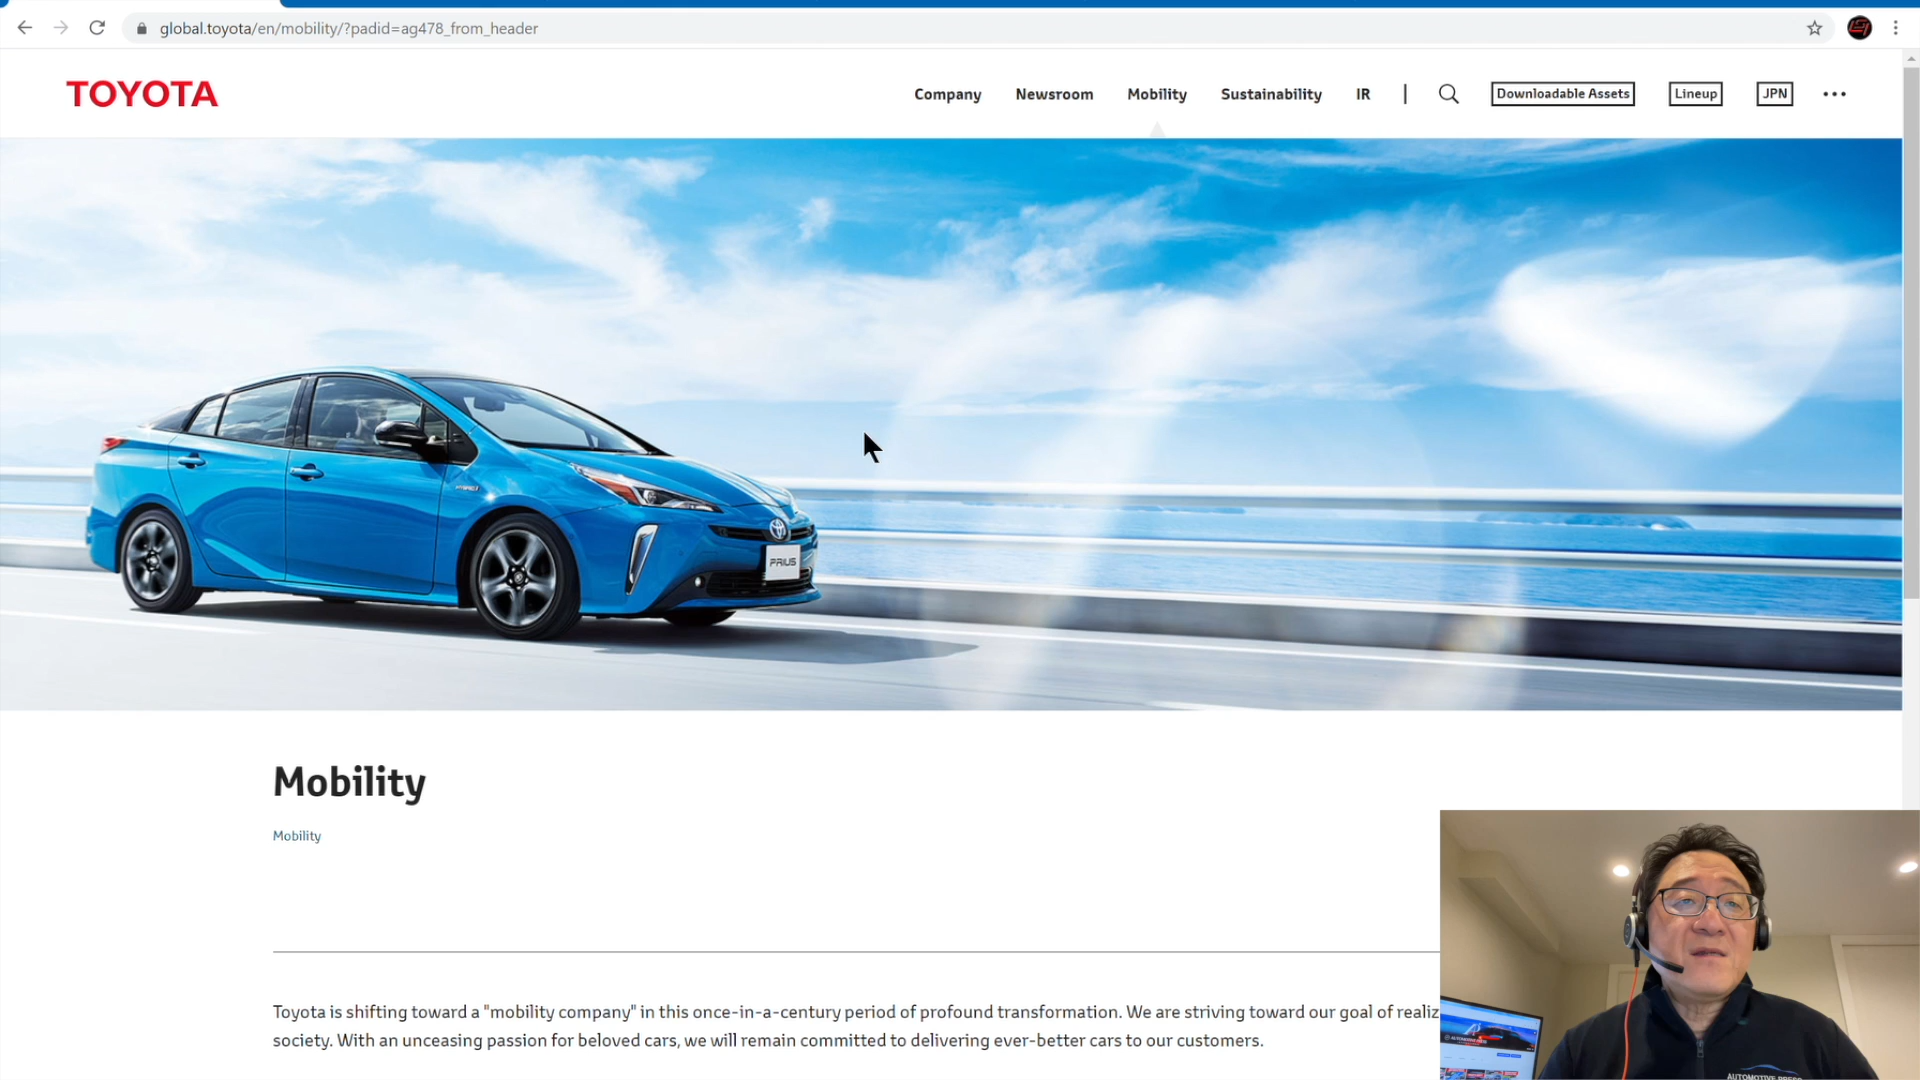 global.toyota/en/mobility/?padid=ag478_from_header
TOYOTA
Company Newsroom Mobility Sustainability IR | Downloadable Assets Lineup JPN
PRIUS
Mobility
Mobility
Toyota is shifting toward a "mobility company" in this once-in-a-century period of profound transformation. We are striving toward our goal of realiz
society. With an unceasing passion for beloved cars, we will remain committed to delivering ever-better cars to our customers.
AUTOMOTIVE PRESS